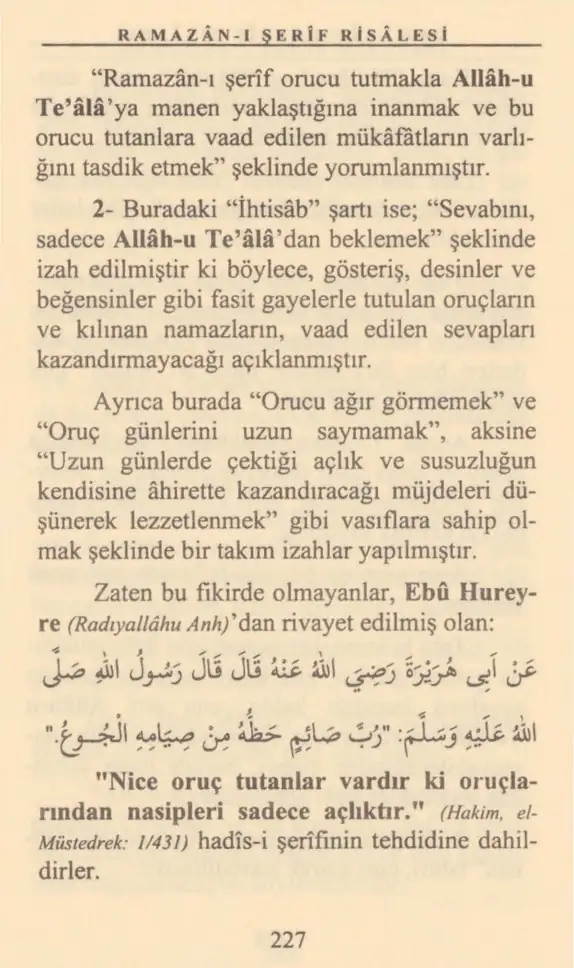 RAMAZÂN-I ŞERÎF RİSÂLESİ
“Ramazân-ı şerîf orucu tutmakla Allâh-u
Te’âlâ’ya manen yaklaştığına inanmak ve bu
orucu tutanlara vaad edilen mükâfâtların varlı-
ğını tasdik etmek” şeklinde yorumlanmıştır.
2- Buradaki “İhtisâb” şartı ise; “Sevabını,
sadece Allâh-u Te’âlâ’dan beklemek” şeklinde
izah edilmiştir ki böylece, gösteriş, desinler ve
beğensinler gibi fasit gayelerle tutulan oruçların
ve kılınan namazların, vaad edilen sevapları
kazandırmayacağı açıklanmıştır.
Ayrıca burada “Orucu ağır görmemek” ve
“Oruç günlerini uzun saymamak”, aksine
“Uzun günlerde çektiği açlık ve susuzluğun
kendisine âhirette kazandıracağı müjdeleri dü-
şünerek lezzetlenmek” gibi vasıflara sahip ol-
mak şeklinde bir takım izahlar yapılmıştır.
Zaten bu fikirde olmayanlar, Ebû Hurey-
re (Radıyallâhu Anh)’dan rivayet edilmiş olan:
عَنْ أَبِى هُرَيْرَةَ رَضِيَ اللهُ عَنْهُ قَالَ قَالَ رَسُولُ اللهِ صَلَّى
اللهُ عَلَيْهِ وَسَلَّمَ: "رُبَّ صَائِمٍ حَظُّهُ مِنْ صِيَامِهِ الْجُوعُ."
"Nice oruç tutanlar vardır ki oruçla-
rından nasipleri sadece açlıktır." (Hakim, el-
Müstedrek: 1/431) hadîs-i şerîfinin tehdidine dahil-
dirler.
227